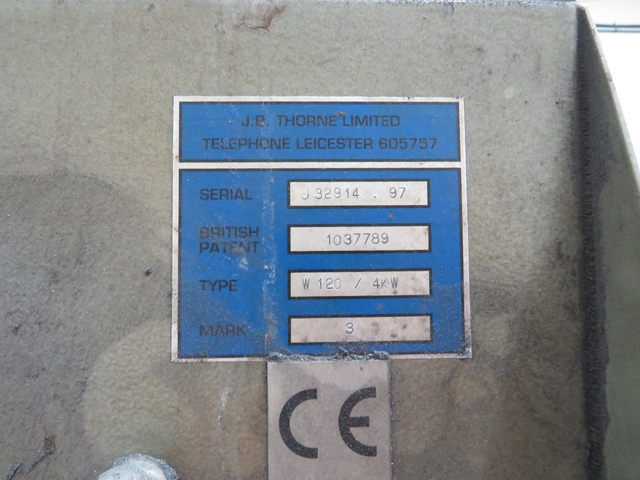 J.B. THORNE LIMITED
TELEPHONE LEICESTER 605757
SERIAL J 32914 . 97
BRITISH PATENT 1037789
TYPE W 120 / 4KW
MARK 3
CE